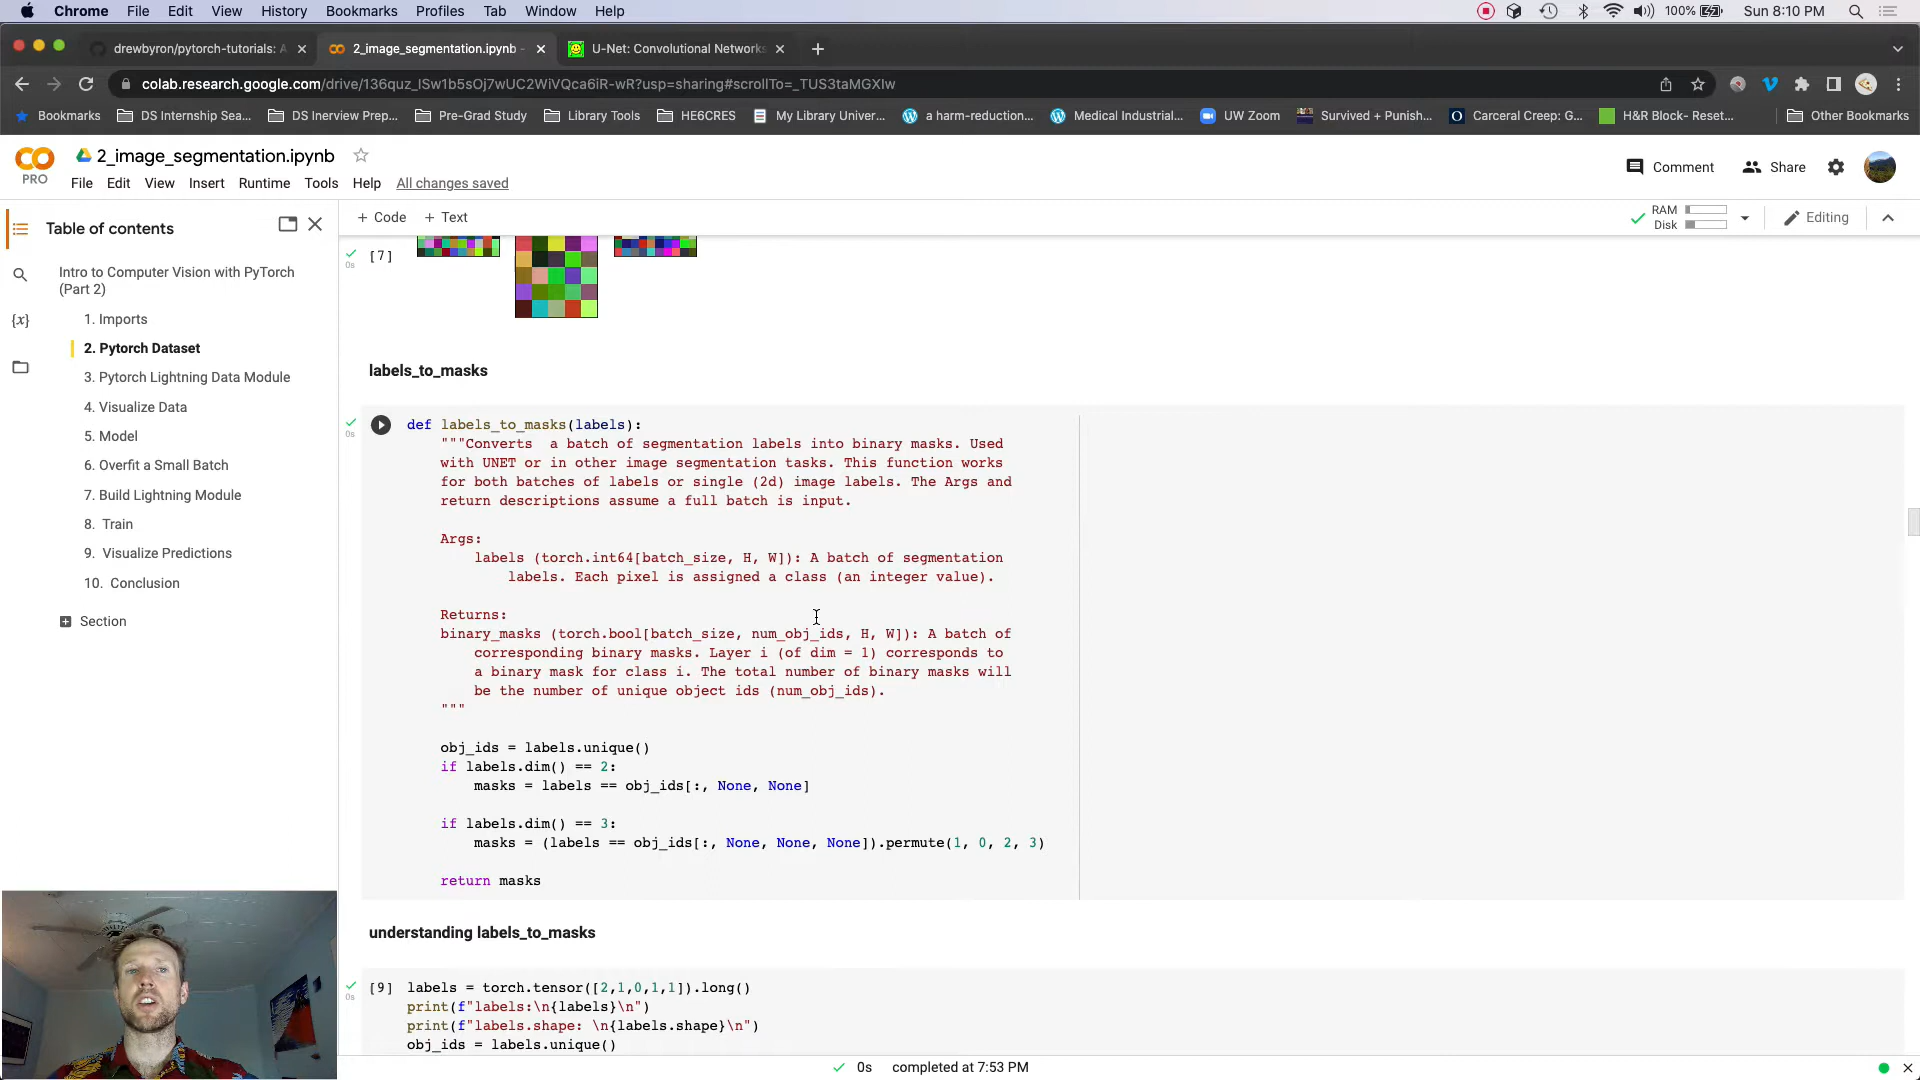 Chrome File Edit View History Bookmarks Profiles Tab Window Help 100% Sun 8:10 PM
drewbyron/pytorch-tutorials: A 2_image_segmentation.ipynb - U-Net: Convolutional Networks
colab.research.google.com/drive/136quz_lSw1b5sOj7wUC2WiVQca6iR-wR?usp=sharing#scrollTo=_TUS3taMGXlw
Bookmarks DS Internship Sea... DS Inerview Prep... Pre-Grad Study Library Tools HE6CRES My Library Univer... a harm-reduction... Medical Industrial... UW Zoom Survived + Punish... Carceral Creep: G... H&R Block- Reset... Other Bookmarks
PRO 2_image_segmentation.ipynb
File Edit View Insert Runtime Tools Help All changes saved
Comment Share
Table of contents
+ Code + Text
RAM
Disk
Editing
Intro to Computer Vision with PyTorch
(Part 2)
1. Imports
2. Pytorch Dataset
3. Pytorch Lightning Data Module
4. Visualize Data
5. Model
6. Overfit a Small Batch
7. Build Lightning Module
8. Train
9. Visualize Predictions
10. Conclusion
Section
{x}
0s [7]
labels_to_masks
0s
def labels_to_masks(labels):
"""Converts  a batch of segmentation labels into binary masks. Used
with UNET or in other image segmentation tasks. This function works
for both batches of labels or single (2d) image labels. The Args and
return descriptions assume a full batch is input.
Args:
labels (torch.int64[batch_size, H, W]): A batch of segmentation
labels. Each pixel is assigned a class (an integer value).
Returns:
binary_masks (torch.bool[batch_size, num_obj_ids, H, W]): A batch of
corresponding binary masks. Layer i (of dim = 1) corresponds to
a binary mask for class i. The total number of binary masks will
be the number of unique object ids (num_obj_ids).
"""
obj_ids = labels.unique()
if labels.dim() == 2:
masks = labels == obj_ids[:, None, None]
if labels.dim() == 3:
masks = (labels == obj_ids[:, None, None, None]).permute(1, 0, 2, 3)
return masks
understanding labels_to_masks
0s [9] labels = torch.tensor([2,1,0,1,1]).long()
print(f"labels:\n{labels}\n")
print(f"labels.shape: \n{labels.shape}\n")
obj_ids = labels.unique()
0s completed at 7:53 PM